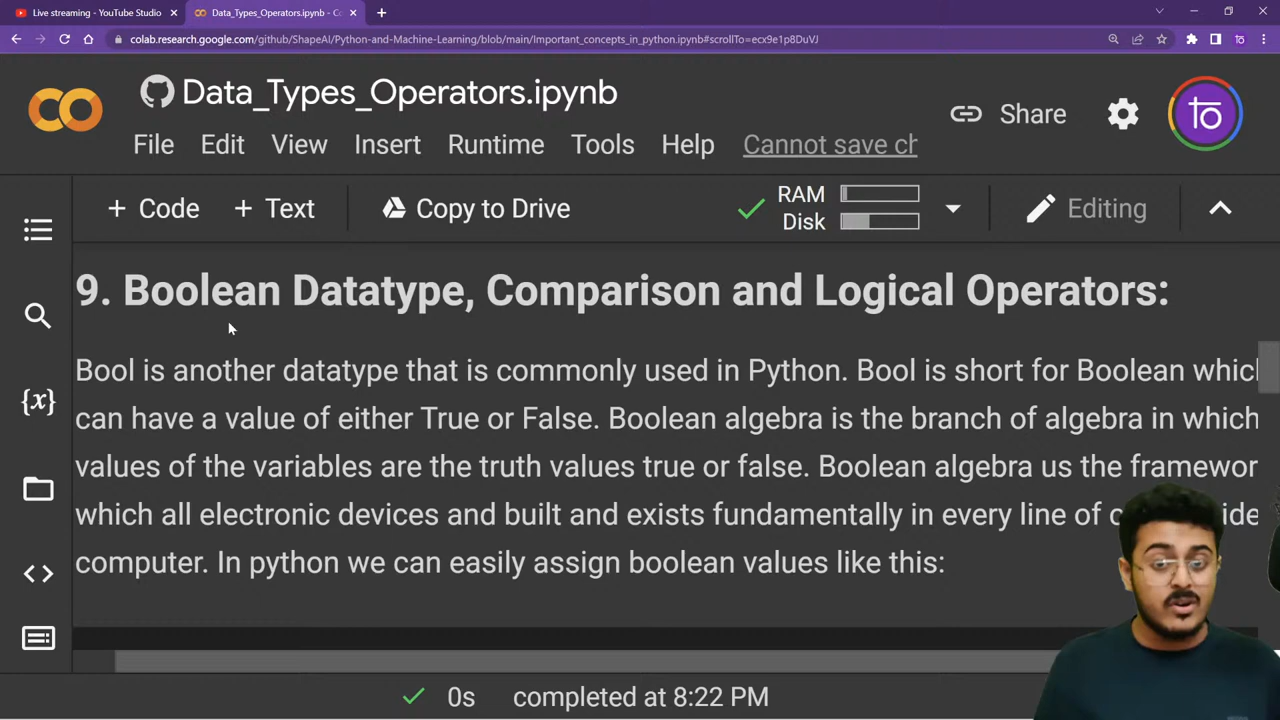 Live streaming - YouTube Studio
Data_Types_Operators.ipynb - Co
colab.research.google.com/github/ShapeAI/Python-and-Machine-Learning/blob/main/Important_concepts_in_python.ipynb#scrollTo=ecx9e1p8DuVJ
Data_Types_Operators.ipynb
Share
File Edit View Insert Runtime Tools Help Cannot save ch
+ Code + Text Copy to Drive
RAM
Disk
Editing
9. Boolean Datatype, Comparison and Logical Operators:
Bool is another datatype that is commonly used in Python. Bool is short for Boolean which
can have a value of either True or False. Boolean algebra is the branch of algebra in which
values of the variables are the truth values true or false. Boolean algebra us the framewor
which all electronic devices and built and exists fundamentally in every line of
computer. In python we can easily assign boolean values like this:
0s completed at 8:22 PM